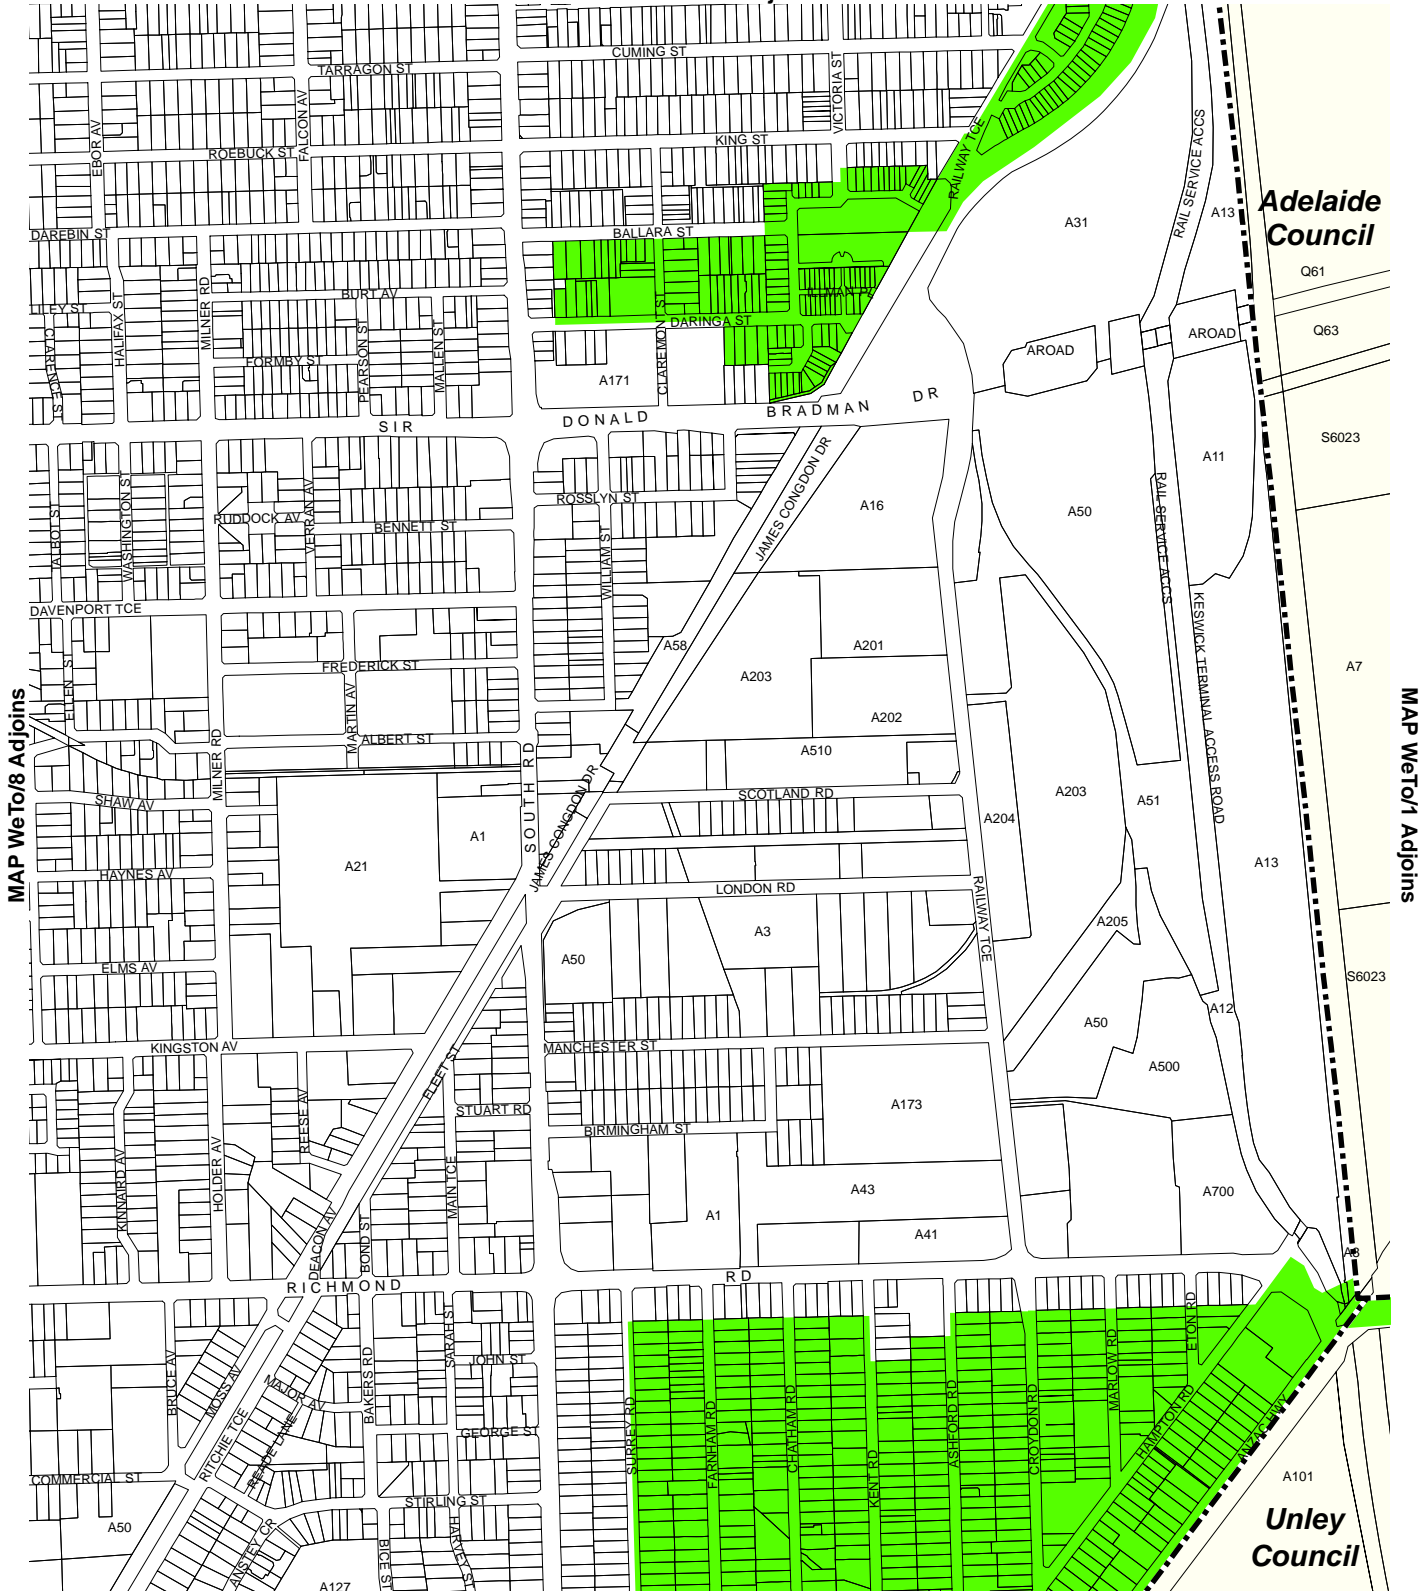 CUMING ST
TARRAGON ST
VICTORIA ST
FALCON AV
EBOR AV
KING ST
ROEBUCK ST
RAILWAY TCE
RAIL SERVICE ACCS
Adelaide
Council
A31
A13
DAREBIN ST
BALLARA ST
Q61
BURT AV
MILNER RD
HALIFAX ST
CLARENCE ST
PEARSON ST
MALLEN ST
DARINGA ST
CLAREMONT ST
Q63
AROAD
AROAD
FORMBY ST
A171
SIR
DONALD
BRADMAN
DR
S6023
A11
JAMES CONGDON DR
ROSSLYN ST
A16
A50
RUDDOCK AV
VERRAN AV
BENNETT ST
WASHINGTON ST
TALBOT ST
WILLIAM ST
RAIL SERVICE ACCS
KESWICK TERMINAL ACCESS ROAD
DAVENPORT TCE
A58
A201
FREDERICK ST
A203
A7
ELLEN ST
MARTIN AV
A202
ALBERT ST
A510
MILNER RD
SOUTH RD
MAP WeTo/8 Adjoins
MAP WeTo/1 Adjoins
SHAW AV
SCOTLAND RD
A203
A51
A204
JAMES CONGDON DR
A1
A21
A13
HAYNES AV
LONDON RD
RAILWAY TCE
A3
A205
A50
ELMS AV
S6023
A12
A50
KINGSTON AV
MANCHESTER ST
A500
FLEET ST
STUART RD
A173
REESE AV
BIRMINGHAM ST
KINNAIRD AV
HOLDER AV
MAIN TCE
A43
A700
A1
DEACON AV
BOND ST
A41
A8
RICHMOND
RD
ETON RD
SARAH ST
JOHN ST
BRUCE AV
MOSS AV
MAJOR AV
BAKERS RD
MARLOW RD
RITCHIE TCE
READE LANE
GEORGE ST
SURREY RD
FARNHAM RD
CHATHAM RD
KENT RD
ASHFORD RD
CROYDON RD
HAMPTON RD
ANZAC HWY
COMMERCIAL ST
A101
STIRLING ST
A50
ANSTEY CR
HARVEY ST
BICE ST
A127
Unley
Council